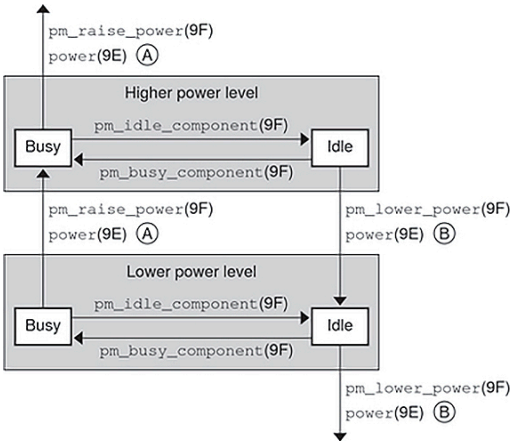 pm_raise_power(9F)
power(9E) A
Higher power level
pm_idle_component(9F)
Busy
Idle
pm_busy_component(9F)
pm_raise_power(9F)
power(9E) A
pm_lower_power(9F)
power(9E) B
Lower power level
pm_idle_component(9F)
Busy
Idle
pm_busy_component(9F)
pm_lower_power(9F)
power(9E) B